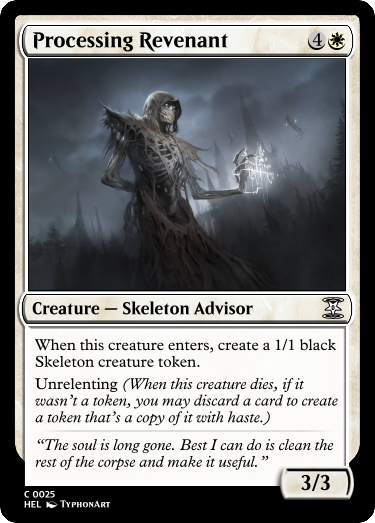 Processing Revenant 4
Creature — Skeleton Advisor
When this creature enters, create a 1/1 black
Skeleton creature token.
Unrelenting (When this creature dies, if it
wasn't a token, you may discard a card to create
a token that's a copy of it with haste.)
"The soul is long gone. Best I can do is clean the
rest of the corpse and make it useful."
3/3
C 0025
HEL TyphonArt